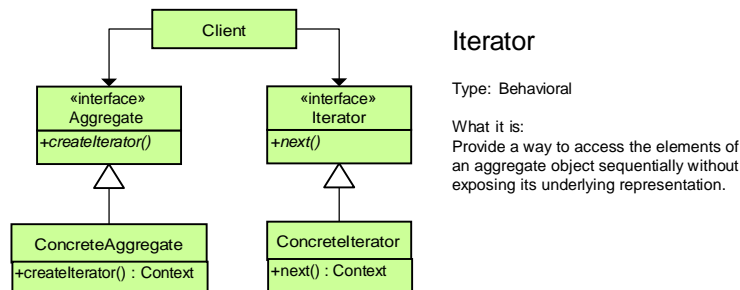 Client
«interface»
Aggregate
+createIterator()
«interface»
Iterator
+next()
ConcreteAggregate
+createIterator() : Context
ConcreteIterator
+next() : Context
Iterator
Type: Behavioral
What it is:
Provide a way to access the elements of
an aggregate object sequentially without
exposing its underlying representation.